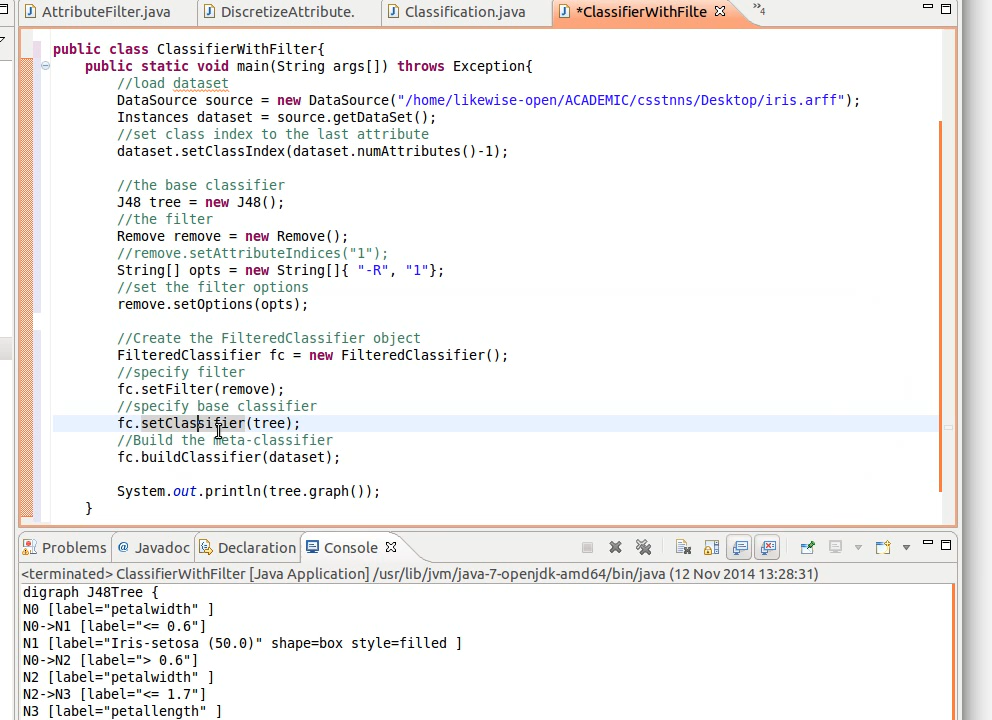 AttributeFilter.java DiscretizeAttribute. Classification.java *ClassifierWithFilte »4
public class ClassifierWithFilter{
public static void main(String args[]) throws Exception{
//load dataset
DataSource source = new DataSource("/home/likewise-open/ACADEMIC/csstnns/Desktop/iris.arff");
Instances dataset = source.getDataSet();
//set class index to the last attribute
dataset.setClassIndex(dataset.numAttributes()-1);
//the base classifier
J48 tree = new J48();
//the filter
Remove remove = new Remove();
//remove.setAttributeIndices("1");
String[] opts = new String[]{ "-R", "1"};
//set the filter options
remove.setOptions(opts);
//Create the FilteredClassifier object
FilteredClassifier fc = new FilteredClassifier();
//specify filter
fc.setFilter(remove);
//specify base classifier
fc.setClassifier(tree);
//Build the meta-classifier
fc.buildClassifier(dataset);
System.out.println(tree.graph());
}
Problems @ Javadoc Declaration Console
<terminated> ClassifierWithFilter [Java Application] /usr/lib/jvm/java-7-openjdk-amd64/bin/java (12 Nov 2014 13:28:31)
digraph J48Tree {
N0 [label="petalwidth" ]
N0->N1 [label="<= 0.6"]
N1 [label="Iris-setosa (50.0)" shape=box style=filled ]
N0->N2 [label="> 0.6"]
N2 [label="petalwidth" ]
N2->N3 [label="<= 1.7"]
N3 [label="petallength" ]